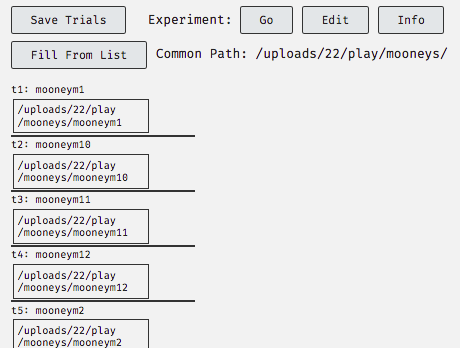 Save Trials Experiment: Go Edit Info
Fill From List Common Path: /uploads/22/play/mooneys/
t1: mooneym1
/uploads/22/play
/mooneys/mooneym1
t2: mooneym10
/uploads/22/play
/mooneys/mooneym10
t3: mooneym11
/uploads/22/play
/mooneys/mooneym11
t4: mooneym12
/uploads/22/play
/mooneys/mooneym12
t5: mooneym2
/uploads/22/play
/mooneys/mooneym2